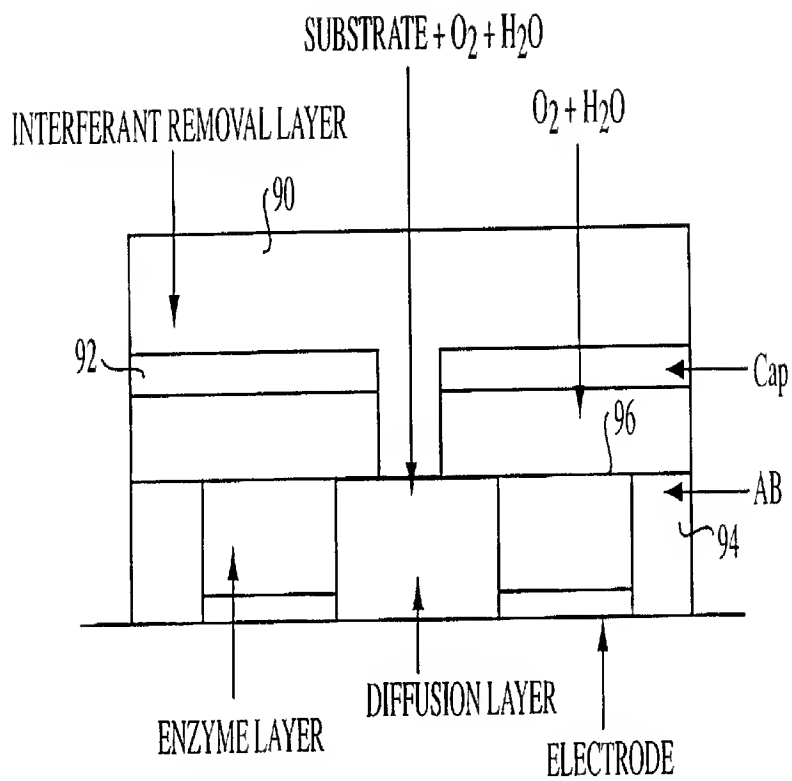 SUBSTRATE + O2 + H2O
O2 + H2O
INTERFERANT REMOVAL LAYER
90
92
Cap
96
AB
94
DIFFUSION LAYER
ENZYME LAYER
ELECTRODE